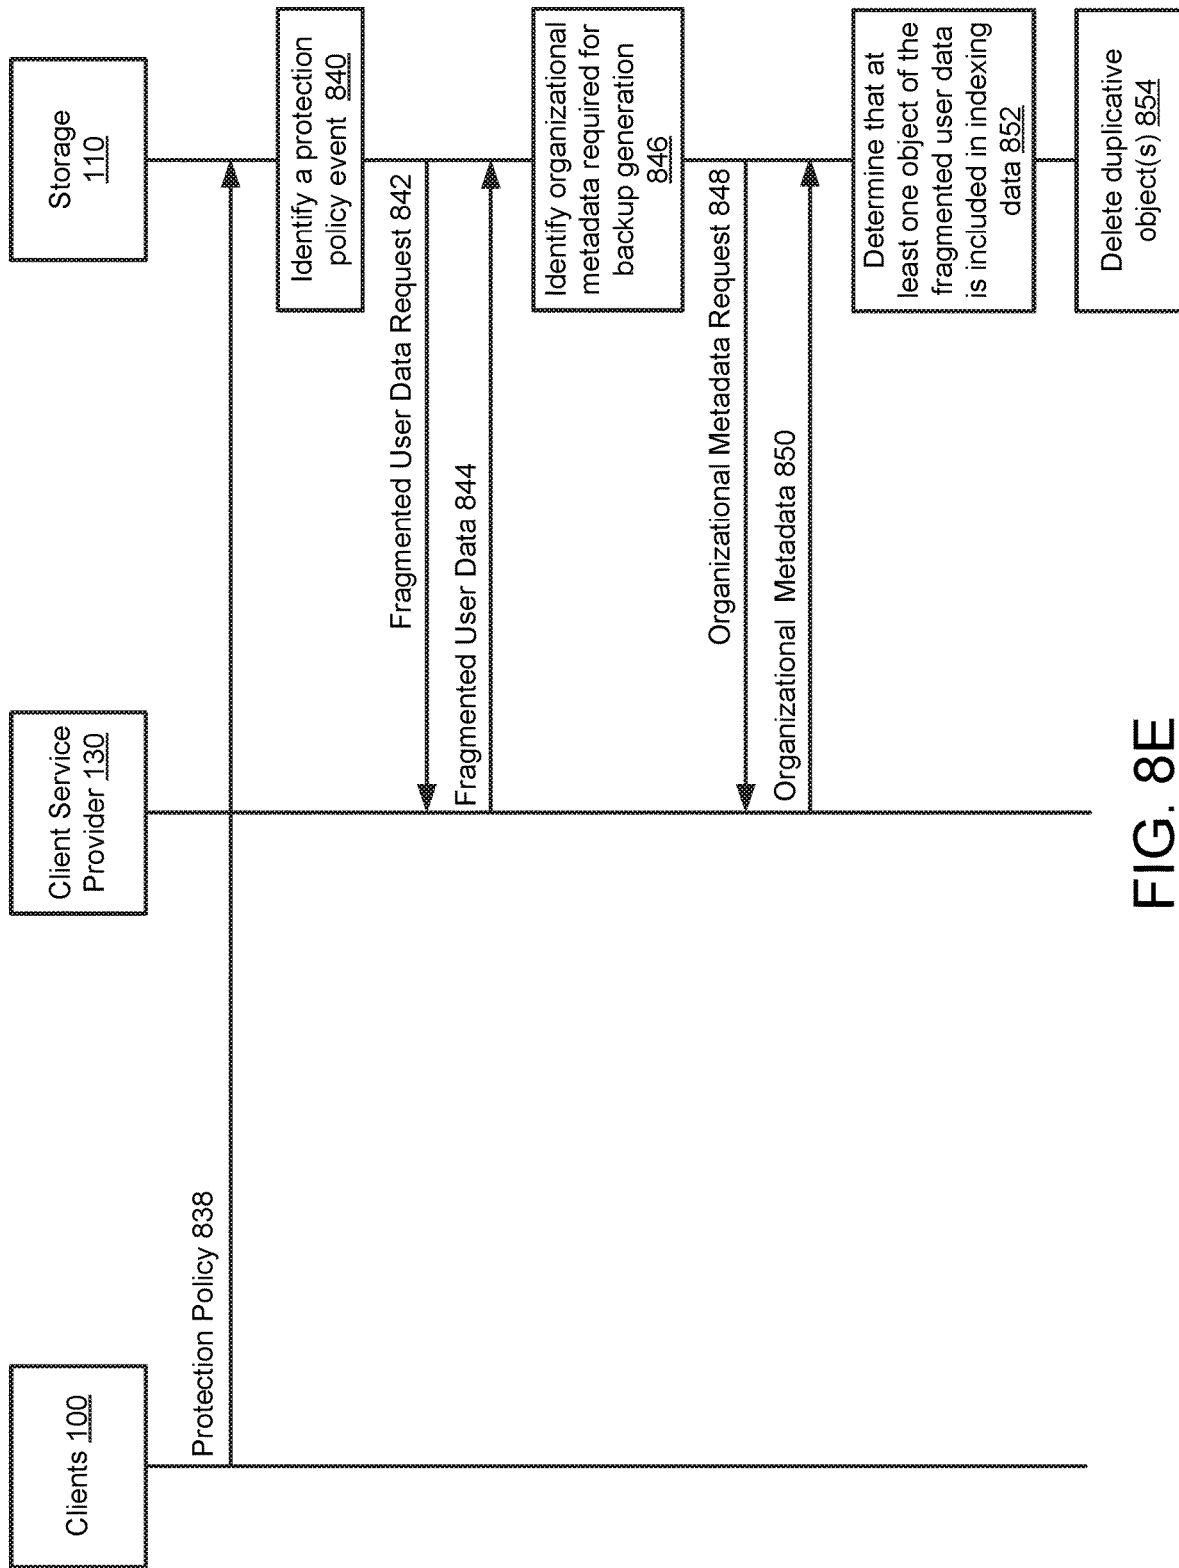 Clients 100
Client Service
Provider 130
Storage
110
Protection Policy 838
Identify a protection
policy event 840
Fragmented User Data Request 842
Fragmented User Data 844
Identify organizational
metadata required for
backup generation
846
Organizational Metadata Request 848
Organizational Metadata 850
Determine that at
least one object of the
fragmented user data
is included in indexing
data 852
Delete duplicative
object(s) 854
FIG. 8E